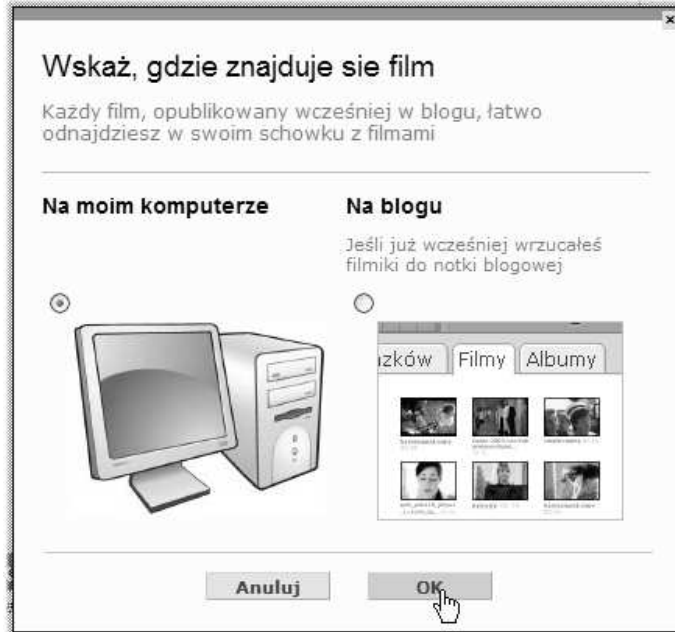 Wskaż, gdzie znajduje sie film
Każdy film, opublikowany wcześniej w blogu, łatwo
odnajdziesz w swoim schowku z filmami
Na moim komputerze
Na blogu
Jeśli już wcześniej wrzucałeś
filmiki do notki blogowej
zków Filmy Albumy
Anuluj OK